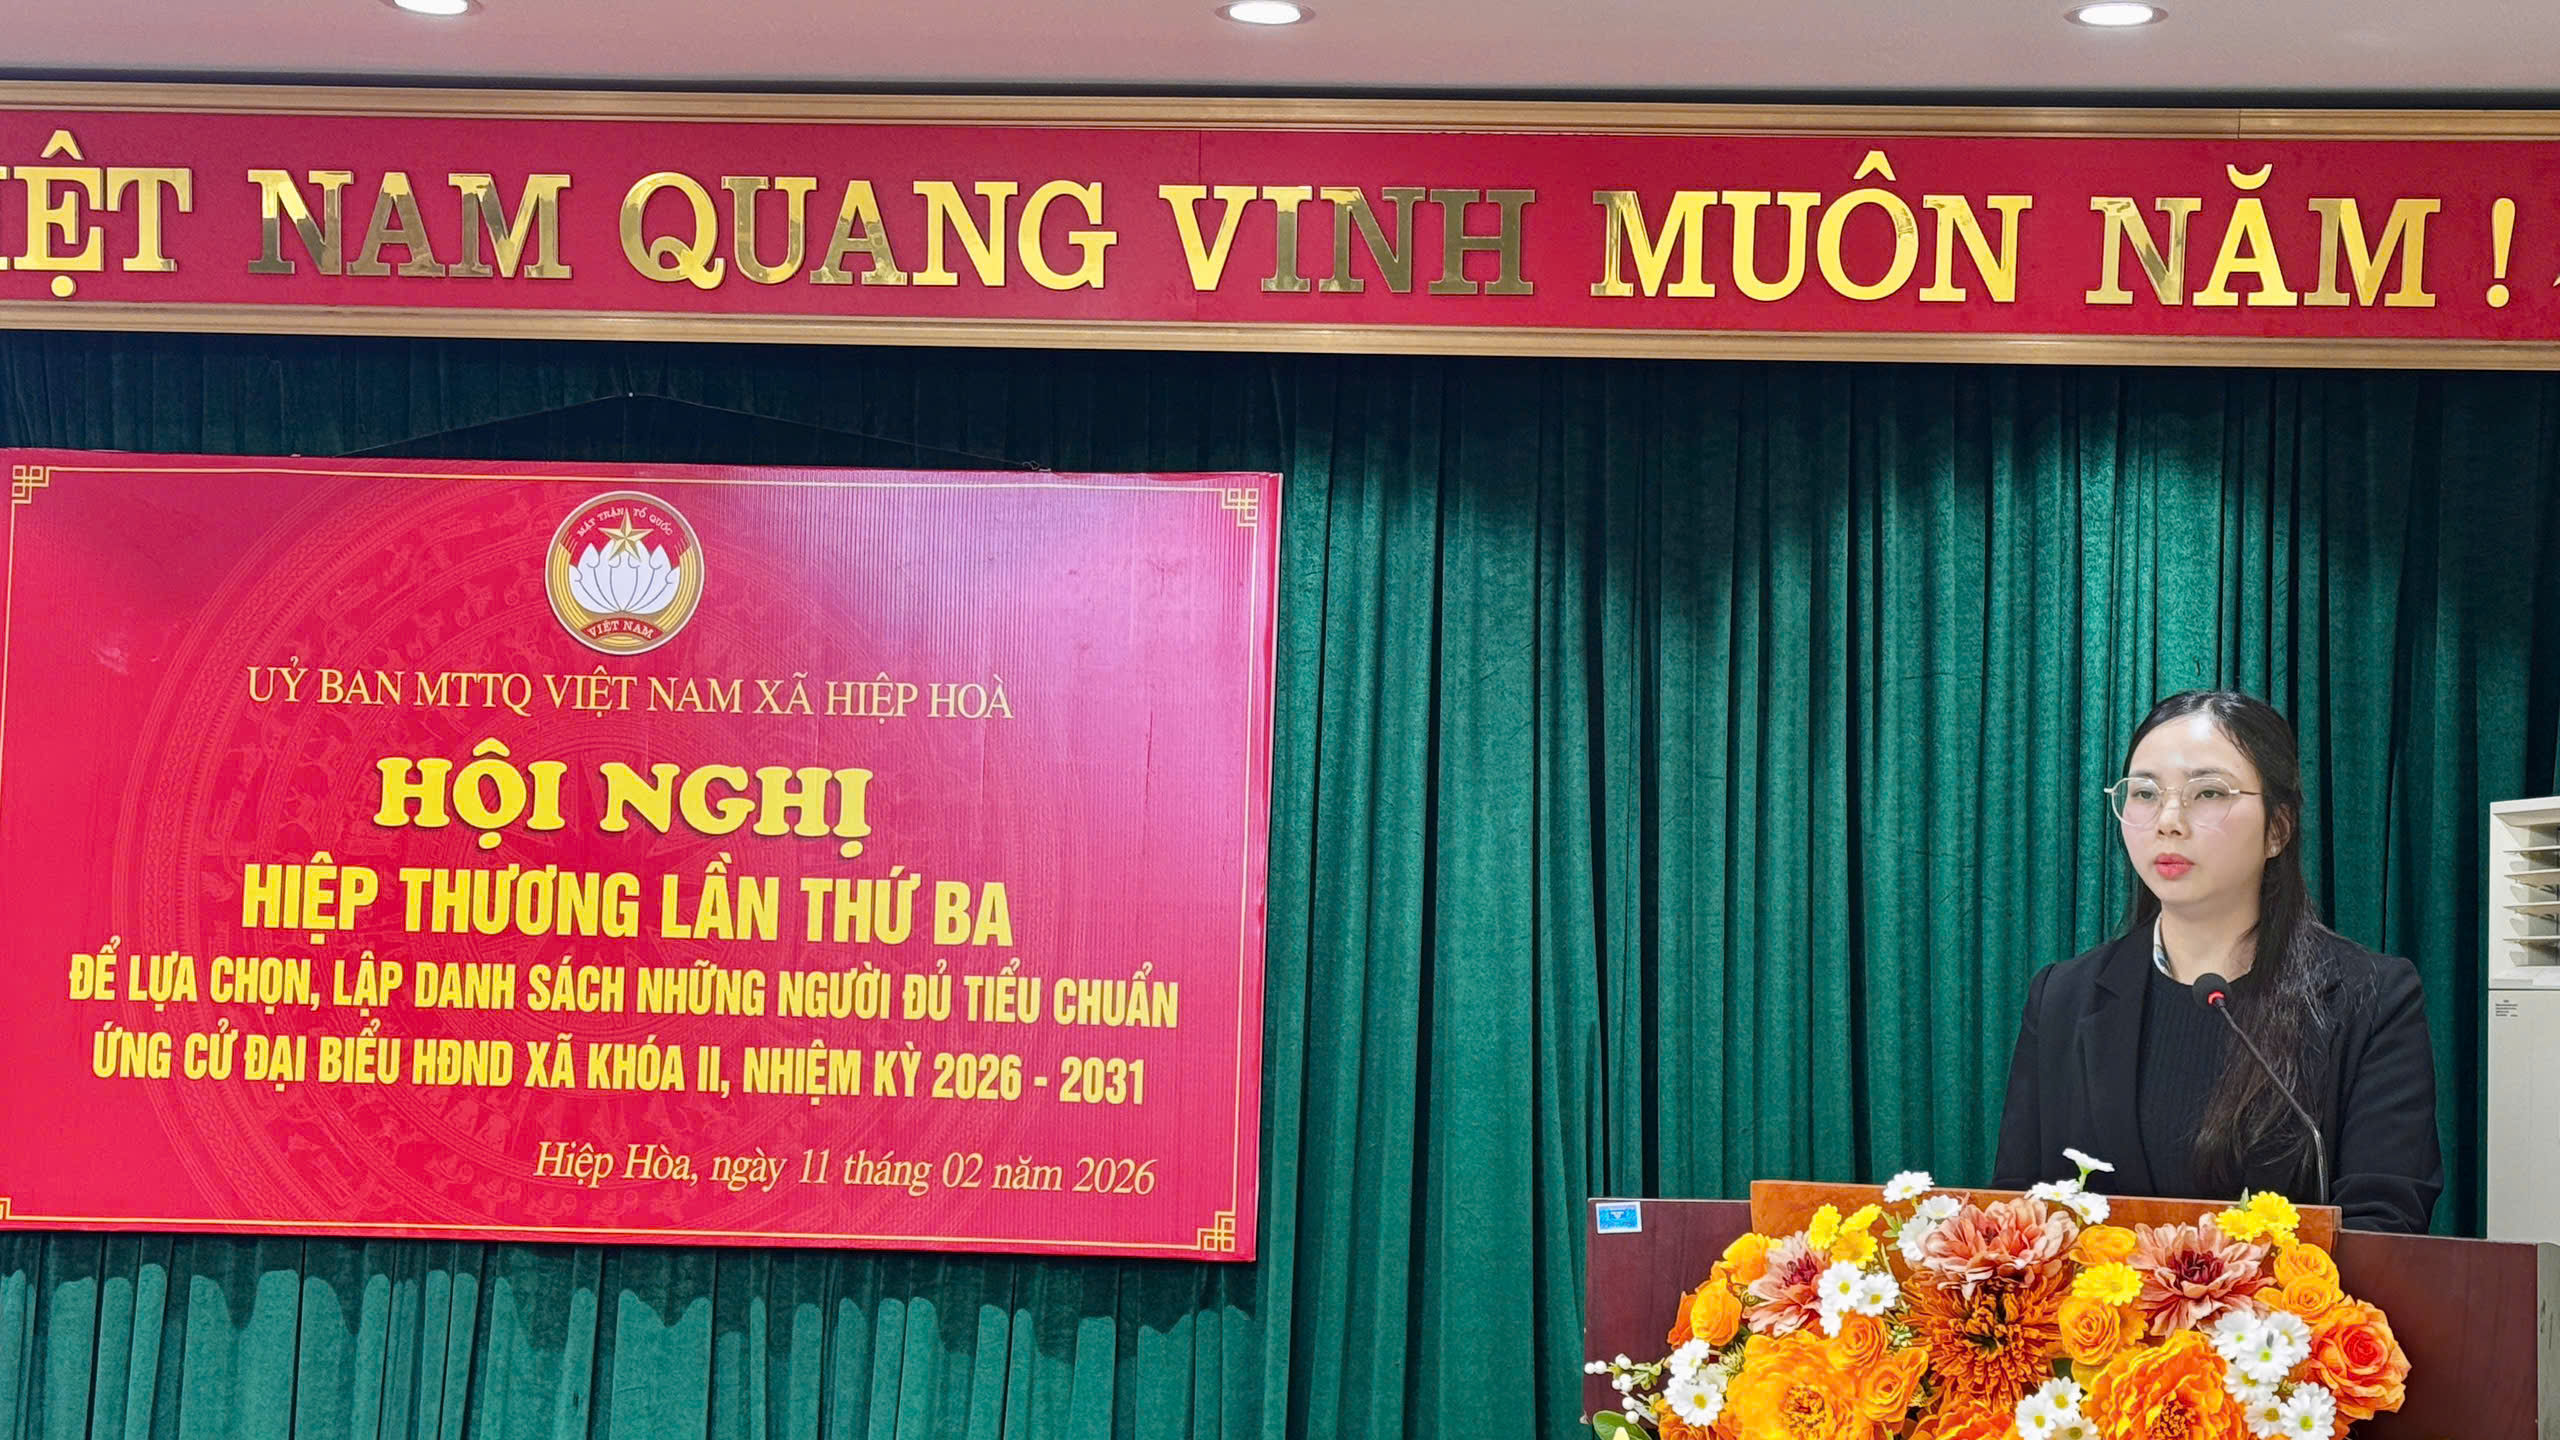 IỆT NAM QUANG VINH MUÔN NĂM !
MẶT TRẬN TỔ QUỐC
VIỆT NAM
UỶ BAN MTTQ VIỆT NAM XÃ HIỆP HOÀ
HỘI NGHỊ
HIỆP THƯƠNG LẦN THỨ BA
ĐỂ LỰA CHỌN, LẬP DANH SÁCH NHỮNG NGƯỜI ĐỦ TIỂU CHUẨN
ỨNG CỬ ĐẠI BIỂU HĐND XÃ KHÓA II, NHIỆM KỲ 2026 - 2031
Hiệp Hòa, ngày 11 tháng 02 năm 2026